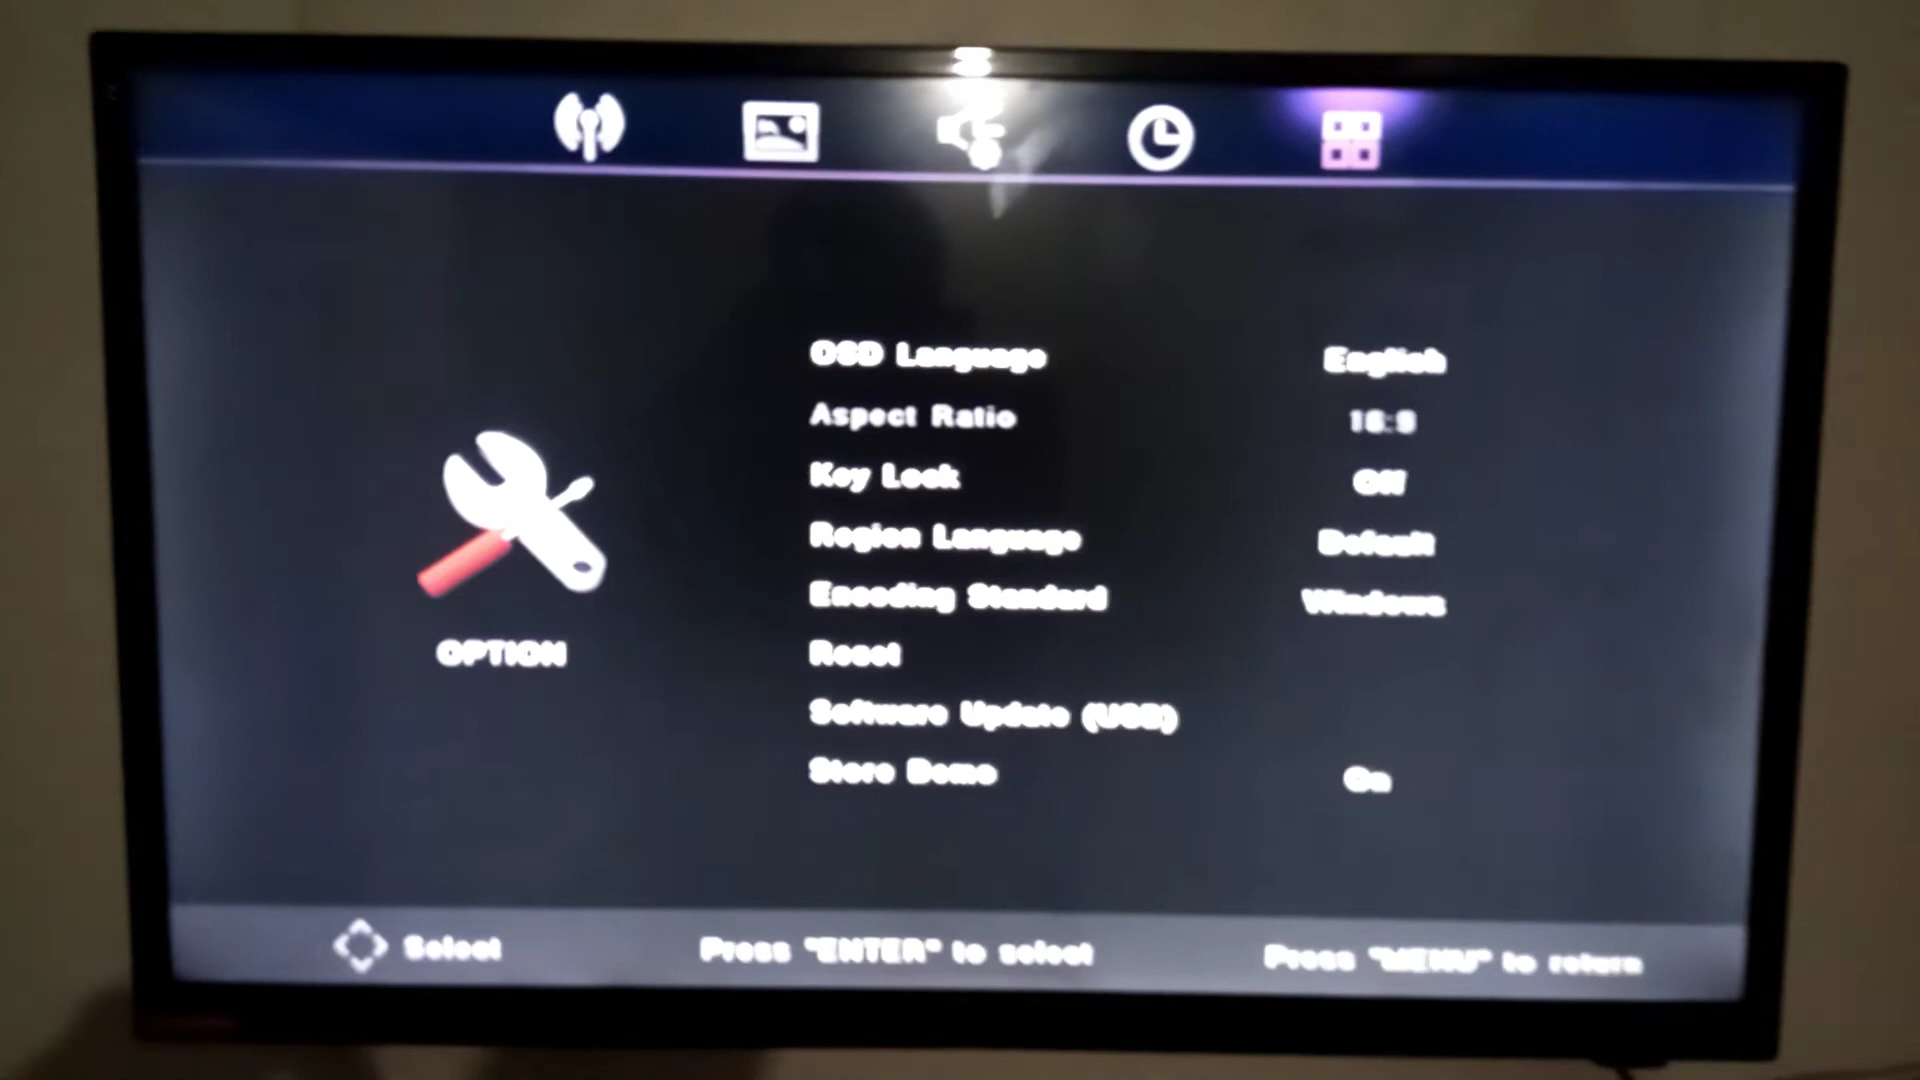 OSD Language English
Aspect Ratio 16:9
Key Lock Off
Region Language Default
Encoding Standard Windows
Reset
Software Update (USB)
Store Demo On
OPTION
Select Press "ENTER" to select Press "MENU" to return